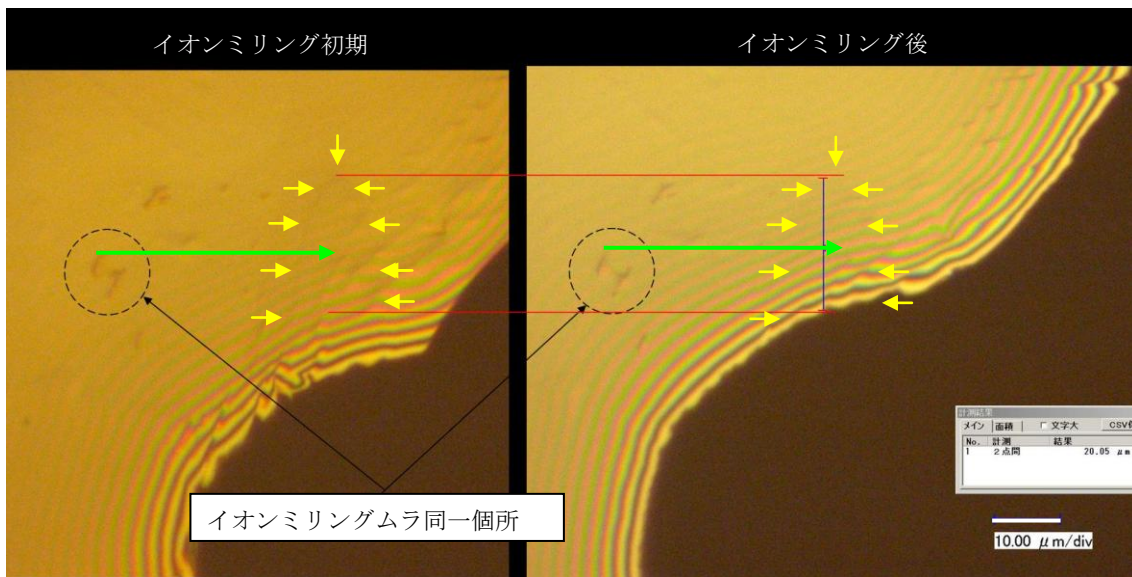 イオンミリング初期
イオンミリング後
イオンミリングムラ同一個所
計測結果
メイン 面積 文字大
No. 計測 結果
1 2点間 20.05 μm
10.00 μm/div